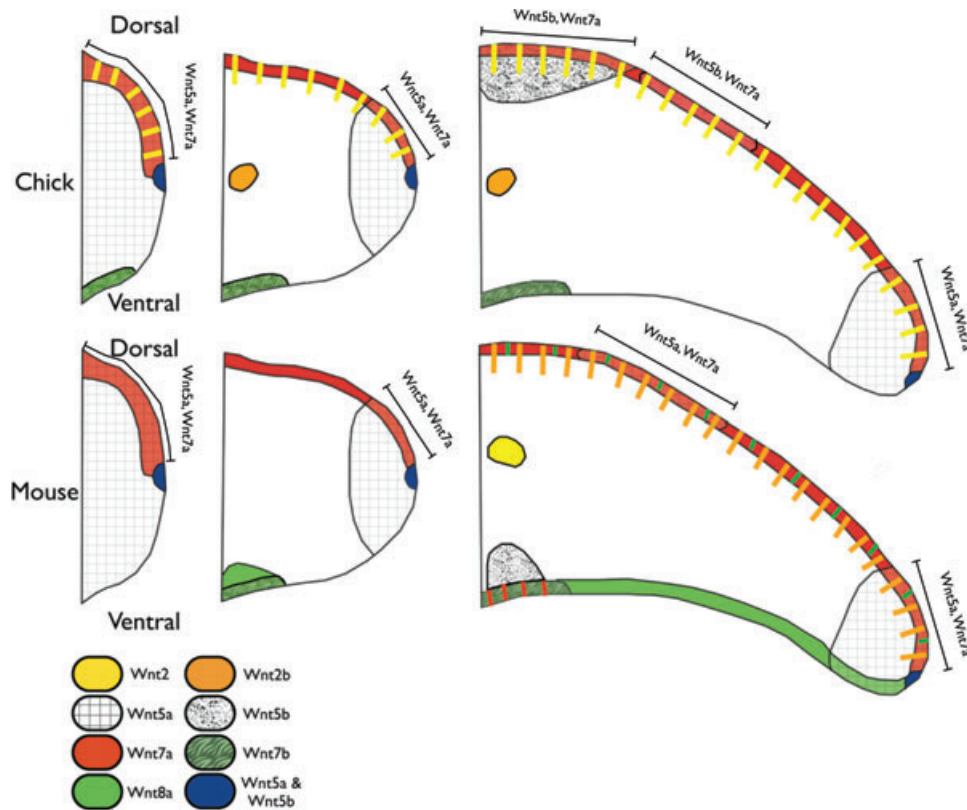 Dorsal
Wnt5a, Wnt7a
Wnt5a, Wnt7a
Wnt5b, Wnt7a
Wnt5b, Wnt7a
Wnt5a, Wnt7a
Chick
Ventral
Dorsal
Wnt5a, Wnt7a
Wnt5a, Wnt7a
Wnt5a, Wnt7a
Wnt5a, Wnt7a
Mouse
Ventral
Wnt2
Wnt2b
Wnt5a
Wnt5b
Wnt7a
Wnt7b
Wnt8a
Wnt5a &
Wnt5b